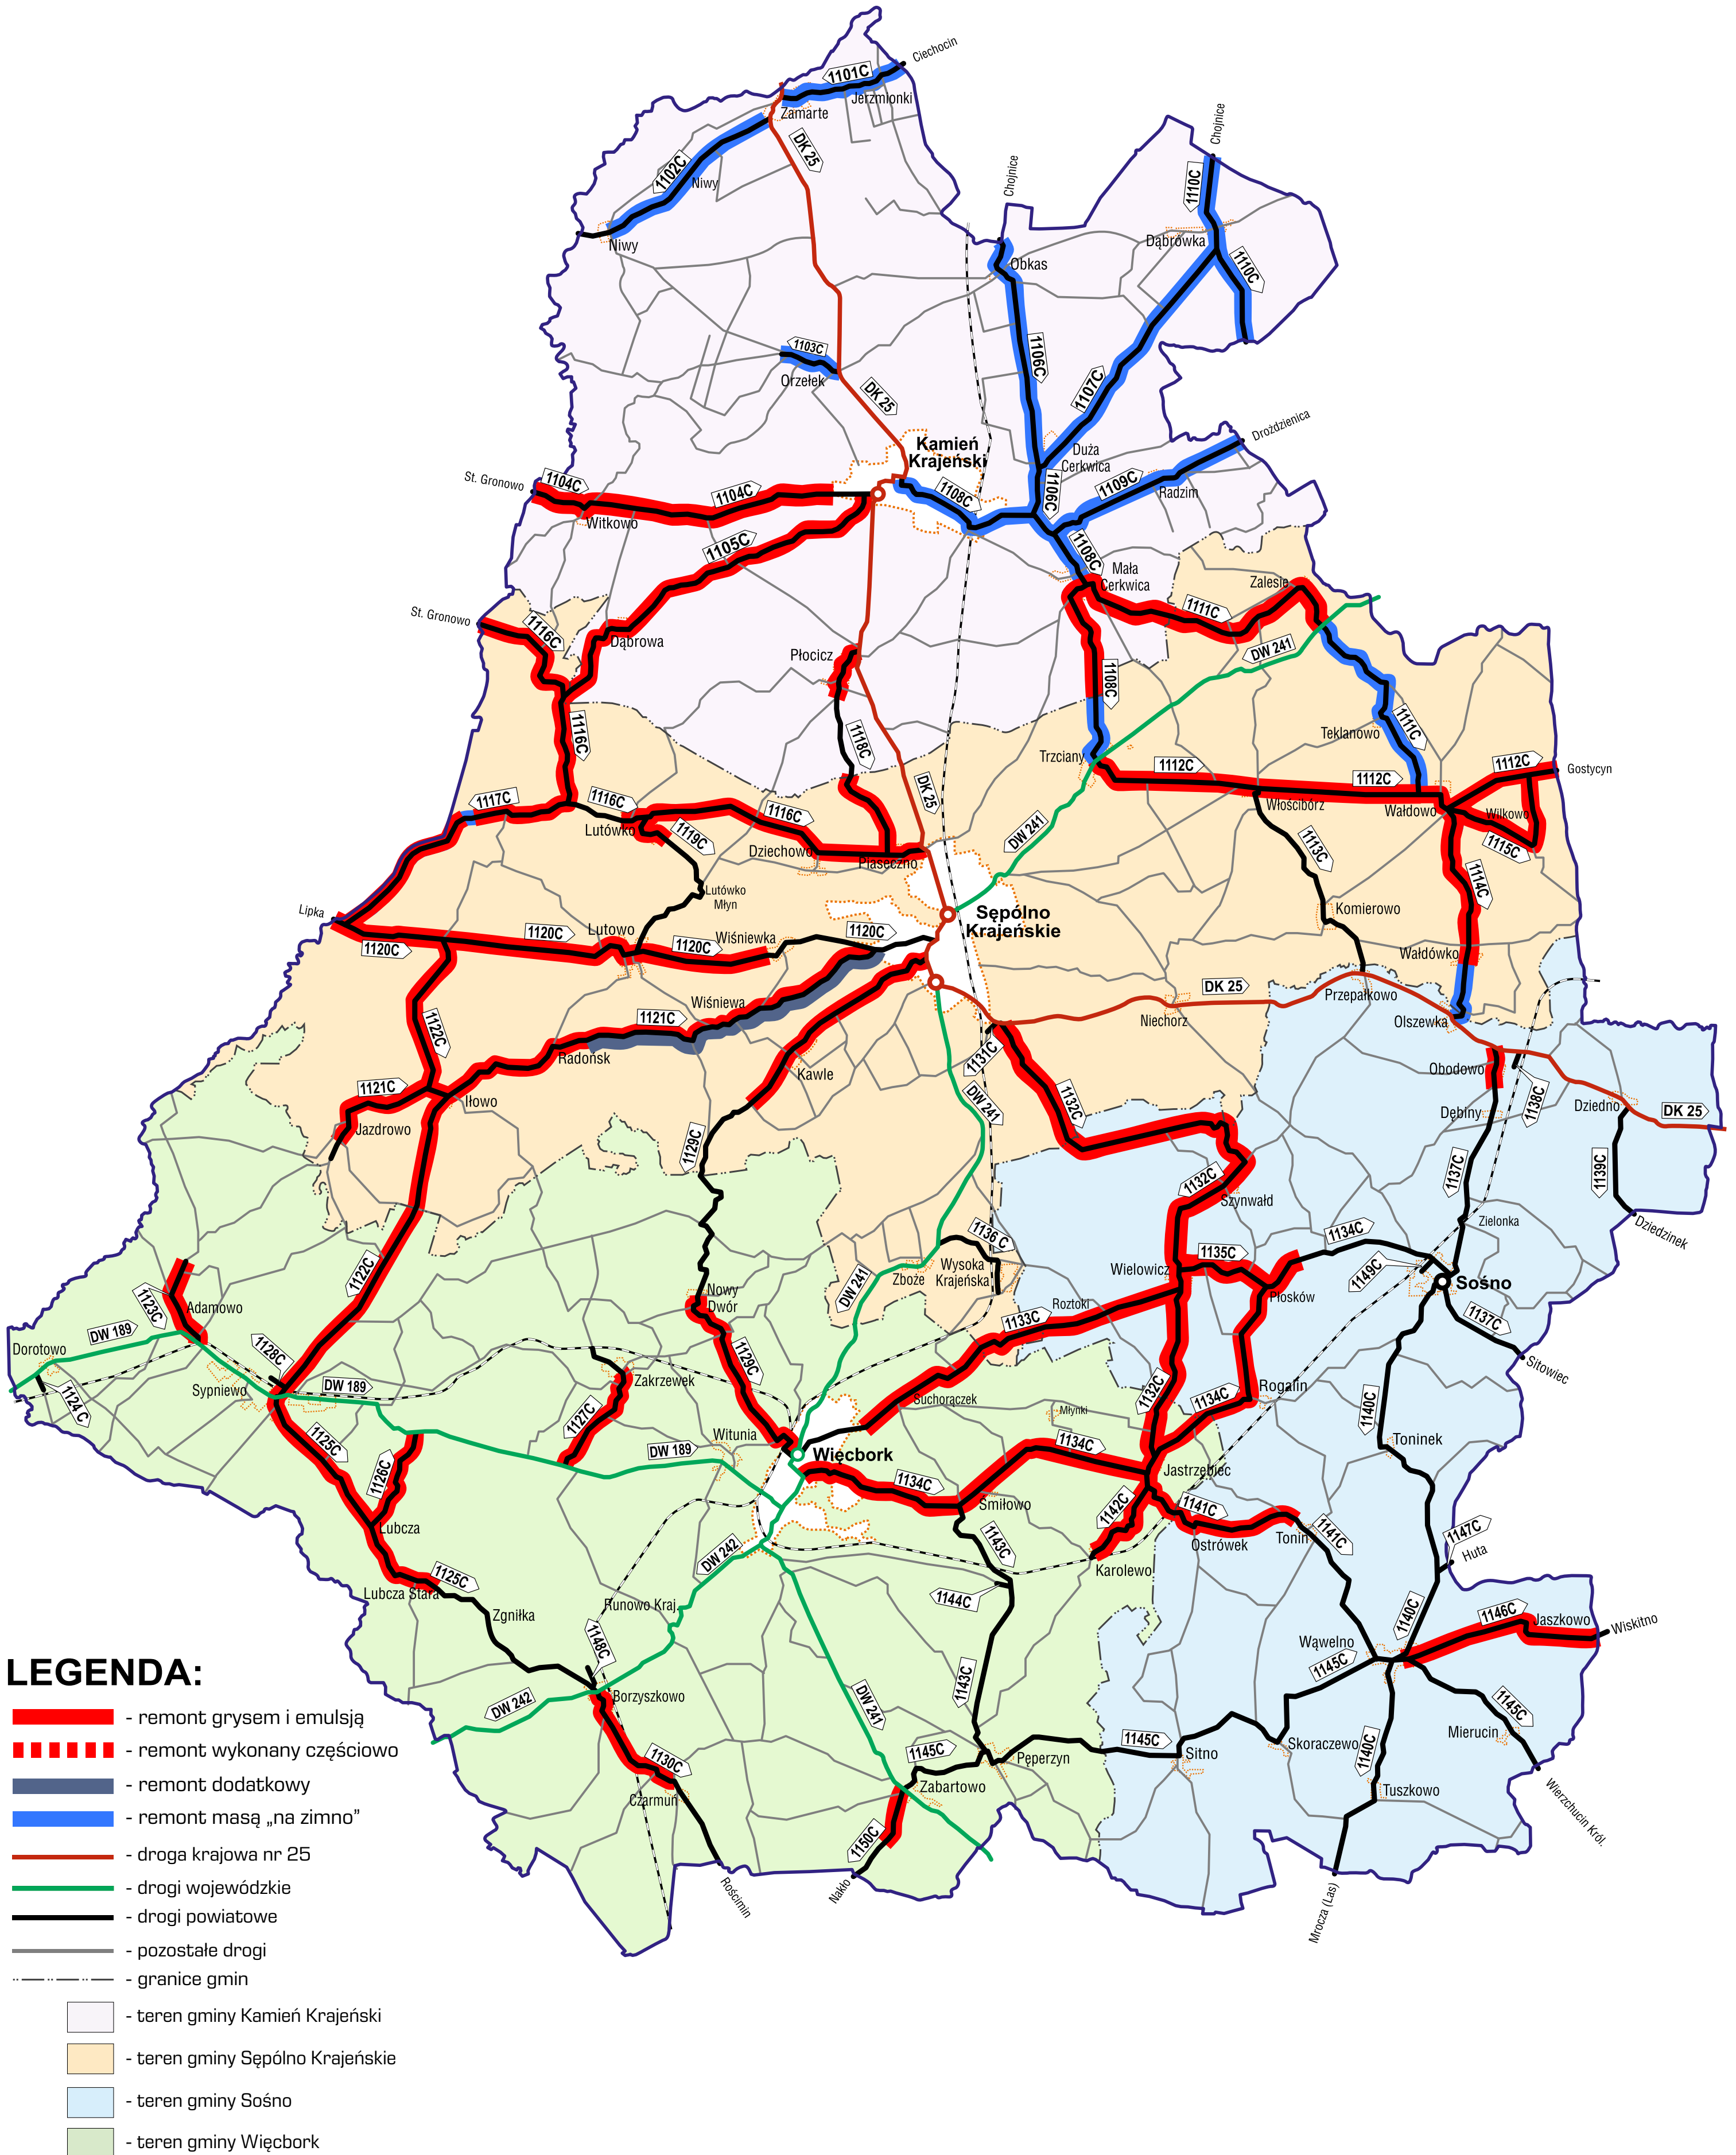 Ciechocin
1101C
Jerzmionki
Zamarte
DK 25
1102C
Niwy
Niwy
Chojnice
Chojnice
1110C
Dąbrówka
1110C
Obkas
1106C
1107C
1103C
Orzełek
DK 25
Kamień
Krajeński
Duża
Cerkwica
Drożdzienica
1109C
Radzim
1106C
1108C
St. Gronowo
1104C
1104C
Witkowo
1105C
1108C
Mała
Cerkwica
Zalesie
1111C
DW 241
St. Gronowo
1116C
Dąbrowa
Płocicz
1108C
1116C
1118C
Teklanowo
1111C
Trzciany
1112C
1112C
1112C
Gostycyn
DK 25
1117C
1116C
Lutówko
1116C
1119C
Dziechowo
Piaseczno
DW 241
Włościbórz
Wałdowo
Wilkowo
1115C
1113C
1114C
Lutówko
Młyn
Lipka
1120C
1120C
Lutowo
1120C
Wiśniewka
1120C
Sępólno
Krajeńskie
Komierowo
Wałdówko
Przepałkowo
Olszewka
DK 25
Niechorz
Wiśniewa
1121C
Radońsk
1122C
1121C
Iłowo
Jazdrowo
Kawle
1131C
DW 241
1132C
Obodowo
1138C
Dębiny
Dziedno
DK 25
1129C
1137C
1139C
1132C
Szynwałd
Zielonka
Dziedzinek
1136 C
Wysoka
Krajeńska
Zboże
DW 241
1134C
1135C
Wielowicz
1149C
Płosków
Sośno
1137C
Sitowiec
1122C
1123C
Adamowo
DW 189
Dorotowo
1124 C
Sypniewo
1128C
DW 189
Nowy
Dwór
1129C
Roztoki
1133C
Zakrzewek
1127C
Suchorączek
Młynki
1132C
1134C
Rogalin
1140C
Toninek
Witunia
DW 189
Więcbork
1134C
1134C
Jastrzębiec
Śmiłowo
1125C
1126C
Lubcza
1142C
1141C
Ostrówek
Tonin
1141C
1147C
Huta
1143C
1144C
Karolewo
DW 242
Lubcza Stara
1125C
Zgniłka
Runowo Kraj.
1148C
1140C
1146C
Jaszkowo
Wiskitno
Wąwelno
1145C
LEGENDA:
- remont grysem i emulsją
- remont wykonany częściowo
- remont dodatkowy
- remont masą „na zimno”
- droga krajowa nr 25
- drogi wojewódzkie
- drogi powiatowe
- pozostałe drogi
- granice gmin
- teren gminy Kamień Krajeński
- teren gminy Sępólno Krajeńskie
- teren gminy Sośno
- teren gminy Więcbork
DW 242
Borzyszkowo
1130C
Czarmuń
Rościmin
DW 241
1143C
1145C
Pęperzyn
Zabartowo
1150C
Nakło
1145C
Sitno
Skoraczewo
1140C
Tuszkowo
Mierucin
1145C
Wierzchucin Król.
Mrocza (Las)